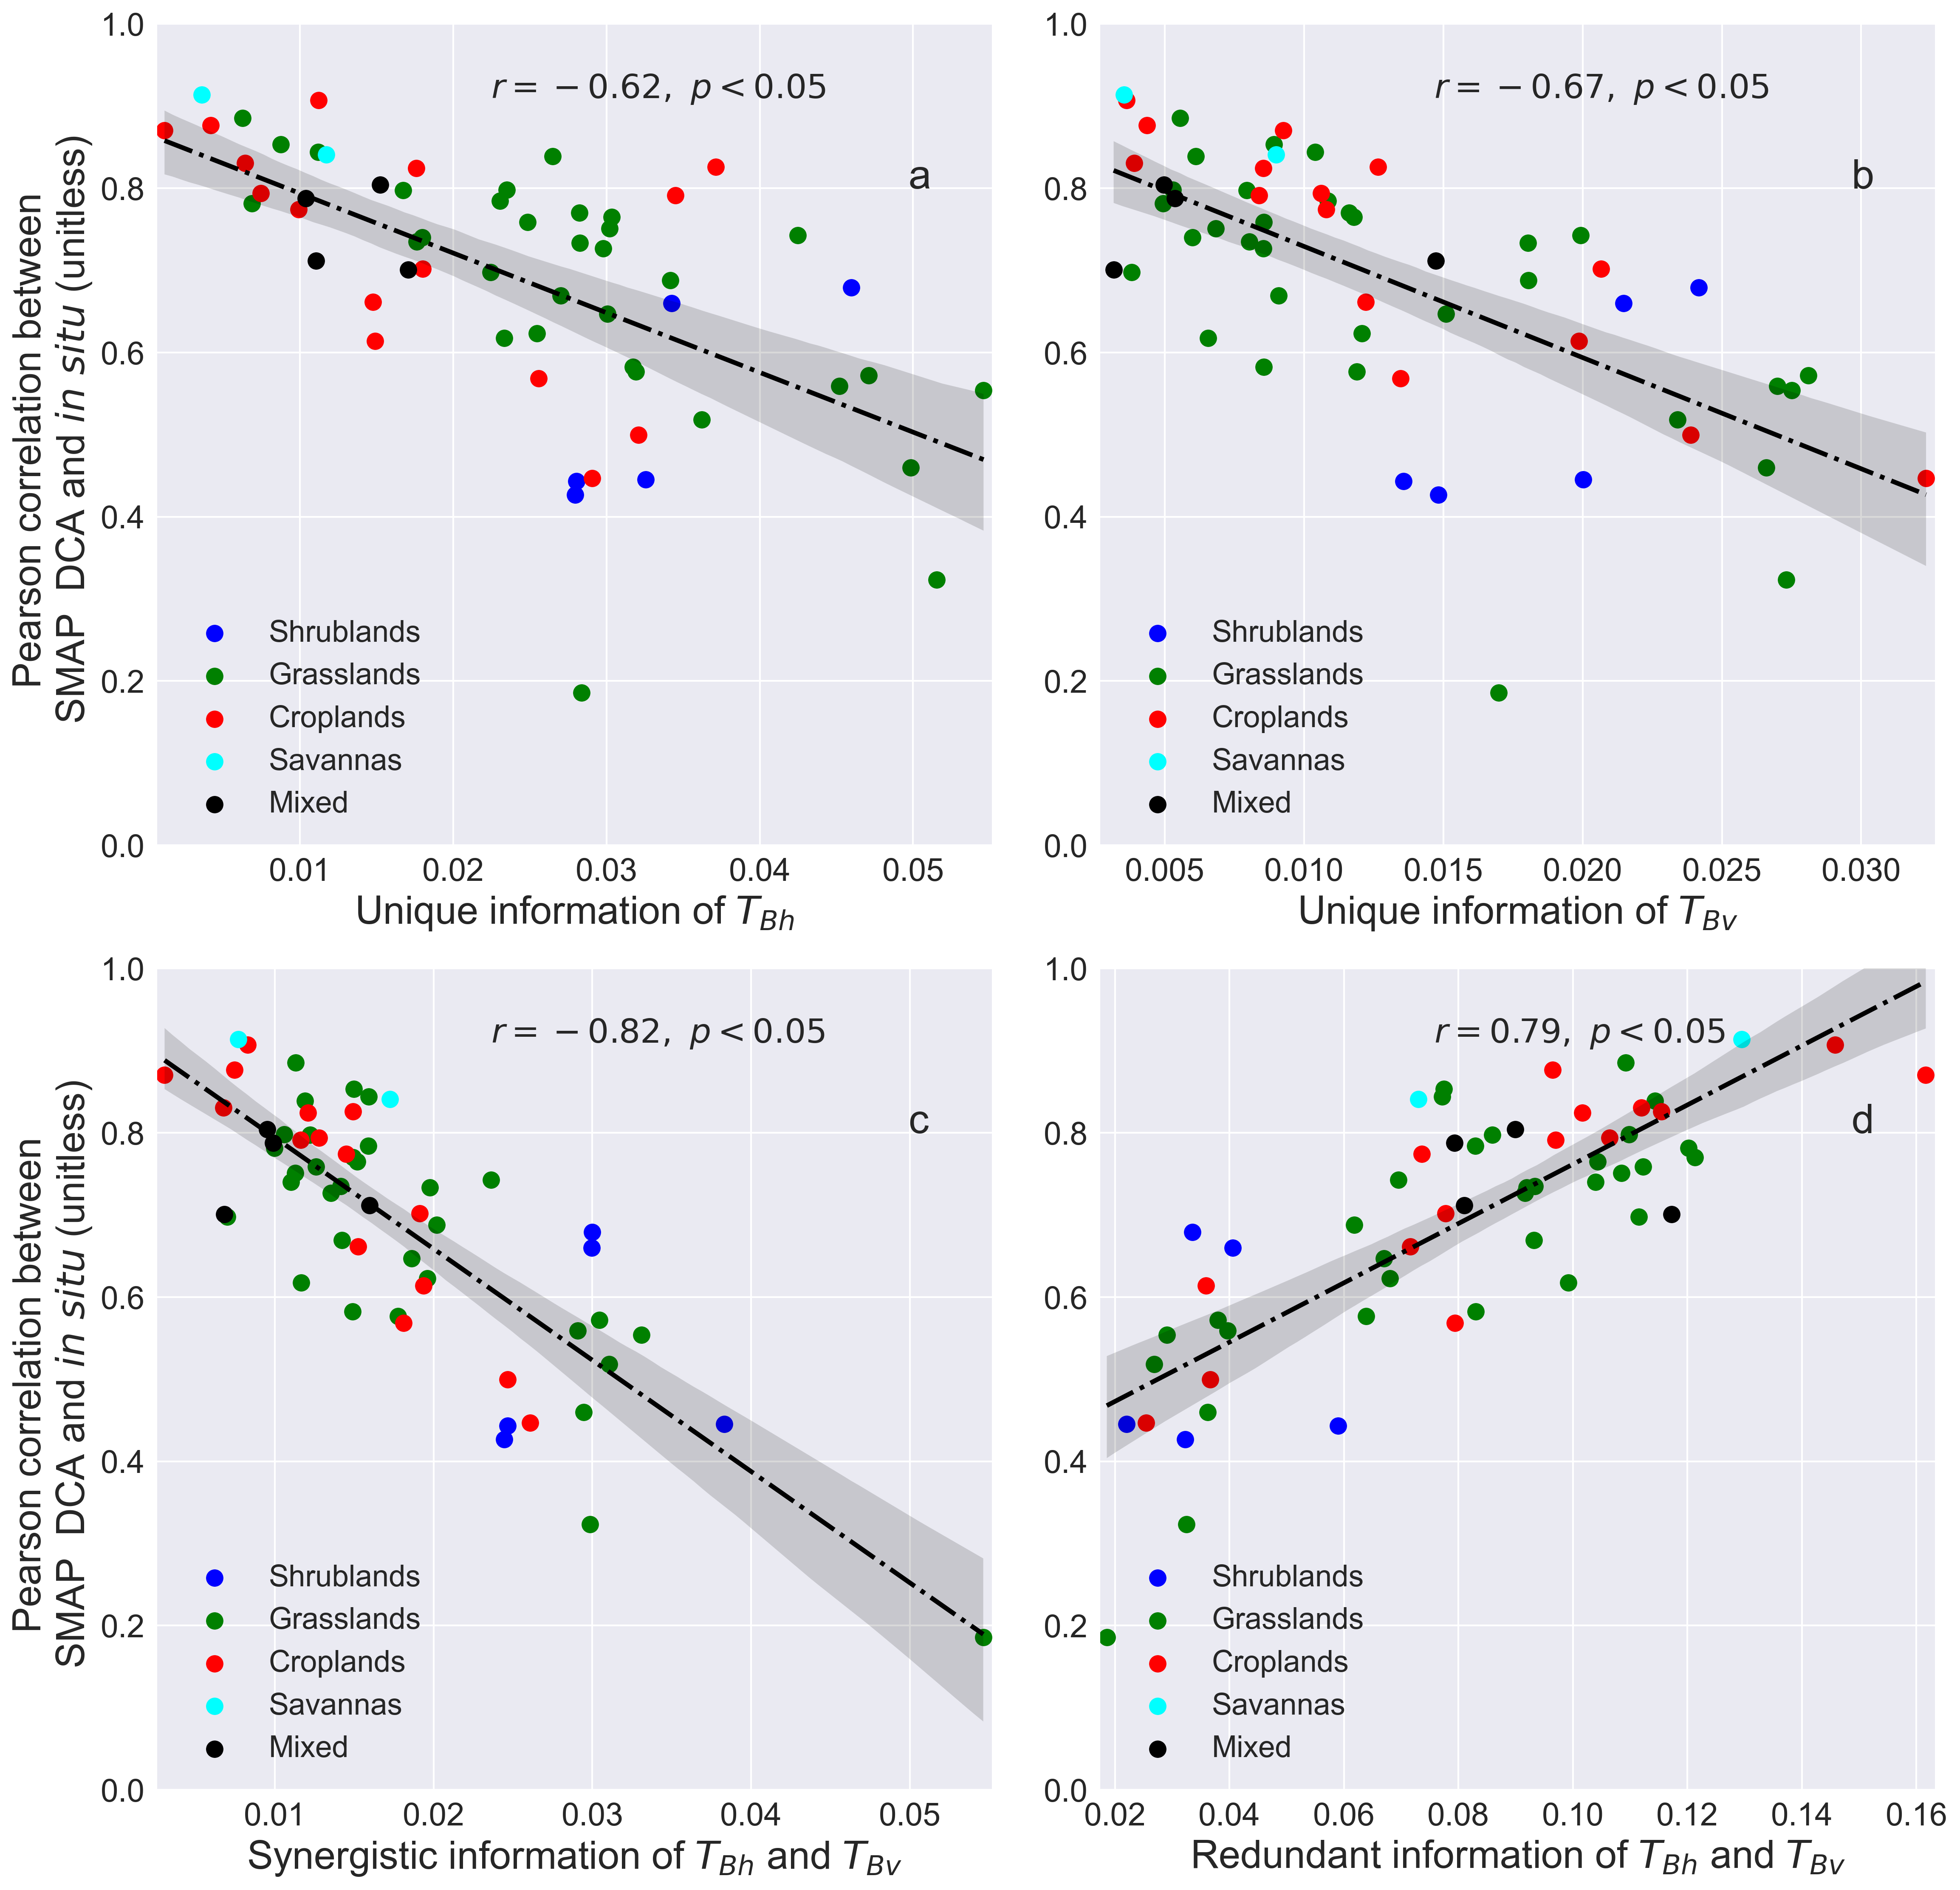 Pearson correlation between
SMAP DCA and in situ (unitless)
1.0
0.8
0.6
0.4
0.2
0.0
r = −0.62, p < 0.05
a
Shrublands
Grasslands
Croplands
Savannas
Mixed
0.01 0.02 0.03 0.04 0.05
Unique information of T_Bh
1.0
0.8
0.6
0.4
0.2
0.0
r = −0.67, p < 0.05
b
Shrublands
Grasslands
Croplands
Savannas
Mixed
0.005 0.010 0.015 0.020 0.025 0.030
Unique information of T_Bv
Pearson correlation between
SMAP DCA and in situ (unitless)
1.0
0.8
0.6
0.4
0.2
0.0
r = −0.82, p < 0.05
c
Shrublands
Grasslands
Croplands
Savannas
Mixed
0.01 0.02 0.03 0.04 0.05
Synergistic information of T_Bh and T_Bv
1.0
0.8
0.6
0.4
0.2
0.0
r = 0.79, p < 0.05
d
Shrublands
Grasslands
Croplands
Savannas
Mixed
0.02 0.04 0.06 0.08 0.10 0.12 0.14 0.16
Redundant information of T_Bh and T_Bv